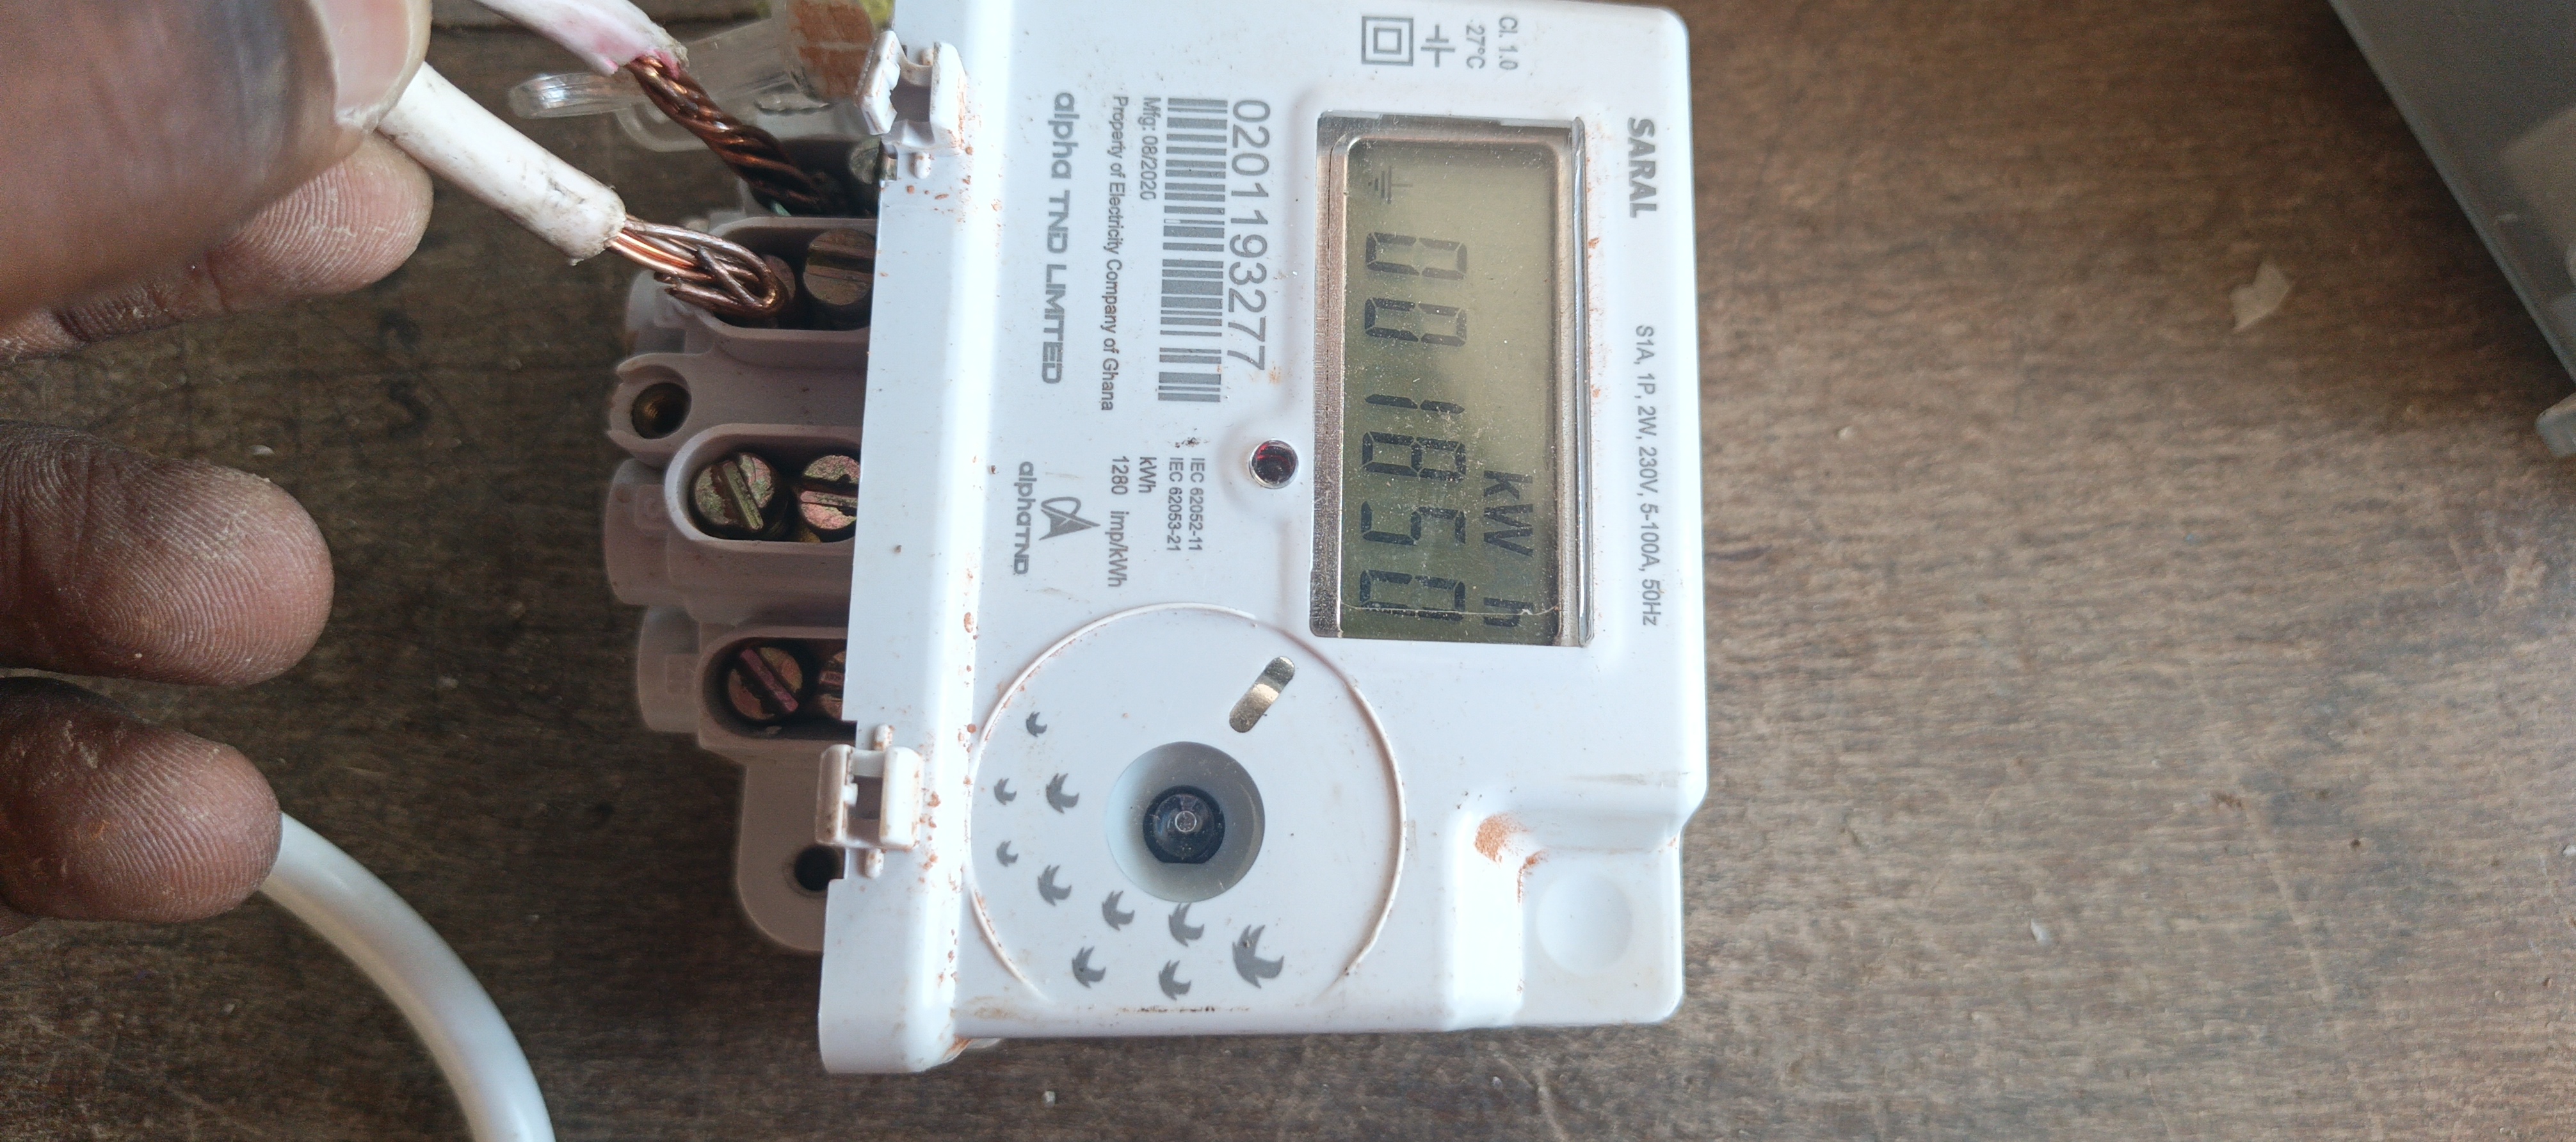 SARAL
S1A, 1P, 2W, 230V, 5-100A, 50Hz
Cl. 1.0
-27°C
kWh
001850
0201193277
Mfg: 08/2020
Property of Electricity Company of Ghana
alpha TND LIMITED
IEC 62052-11
IEC 62053-21
kWh
1280 imp/kWh
alphaTND